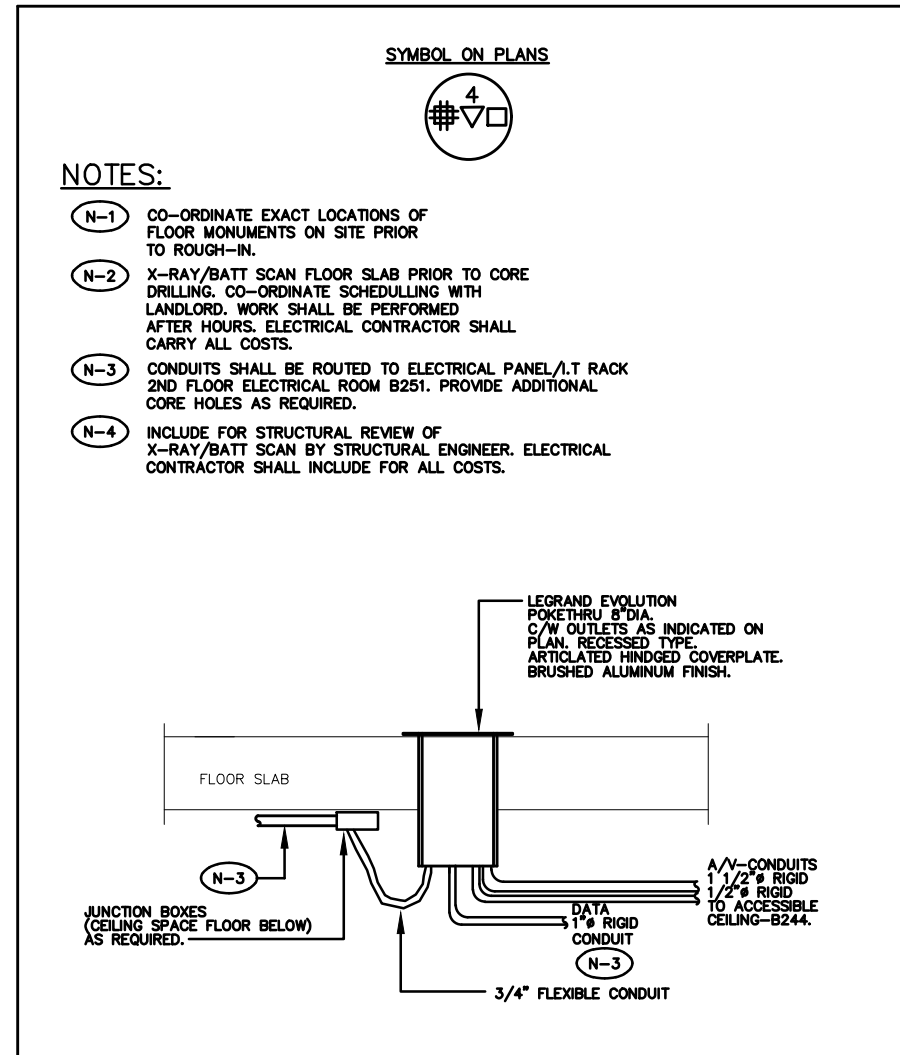 SYMBOL ON PLANS
4
NOTES:
N-1 CO-ORDINATE EXACT LOCATIONS OF
FLOOR MONUMENTS ON SITE PRIOR
TO ROUGH-IN.
N-2 X-RAY/BATT SCAN FLOOR SLAB PRIOR TO CORE
DRILLING. CO-ORDINATE SCHEDULLING WITH
LANDLORD. WORK SHALL BE PERFORMED
AFTER HOURS. ELECTRICAL CONTRACTOR SHALL
CARRY ALL COSTS.
N-3 CONDUITS SHALL BE ROUTED TO ELECTRICAL PANEL/I.T RACK
2ND FLOOR ELECTRICAL ROOM B251. PROVIDE ADDITIONAL
CORE HOLES AS REQUIRED.
N-4 INCLUDE FOR STRUCTURAL REVIEW OF
X-RAY/BATT SCAN BY STRUCTURAL ENGINEER. ELECTRICAL
CONTRACTOR SHALL INCLUDE FOR ALL COSTS.
LEGRAND EVOLUTION
POKETHRU 8"DIA.
C/W OUTLETS AS INDICATED ON
PLAN. RECESSED TYPE.
ARTICLATED HINDGED COVERPLATE.
BRUSHED ALUMINUM FINISH.
FLOOR SLAB
N-3
JUNCTION BOXES
(CEILING SPACE FLOOR BELOW)
AS REQUIRED.
A/V-CONDUITS
1 1/2"ø RIGID
1/2"ø RIGID
TO ACCESSIBLE
CEILING-B244.
DATA
1"ø RIGID
CONDUIT
N-3
3/4" FLEXIBLE CONDUIT